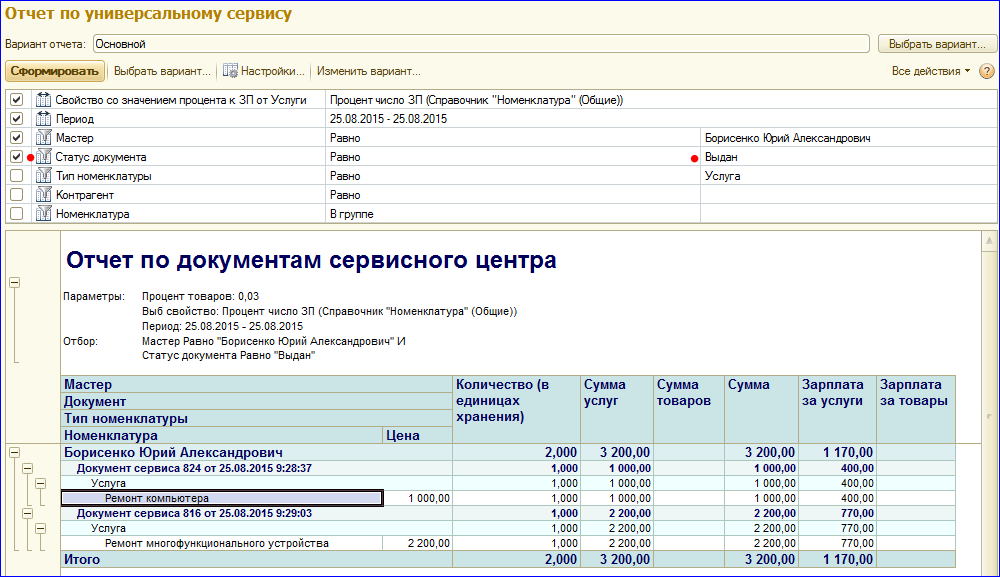 Отчет по универсальному сервису
Вариант отчета: Основной Выбрать вариант...
Сформировать Выбрать вариант... Настройки... Изменить вариант... Все действия ?
Свойство со значением процента к ЗП от Услуги Процент число ЗП (Справочник "Номенклатура" (Общие))
Период 25.08.2015 - 25.08.2015
Мастер Равно Борисенко Юрий Александрович
Статус документа Равно Выдан
Тип номенклатуры Равно Услуга
Контрагент Равно
Номенклатура В группе
Отчет по документам сервисного центра
Параметры: Процент товаров: 0,03
Выб свойство: Процент число ЗП (Справочник "Номенклатура" (Общие))
Период: 25.08.2015 - 25.08.2015
Отбор: Мастер Равно "Борисенко Юрий Александрович" И
Статус документа Равно "Выдан"
Мастер Количество (в Сумма Сумма Сумма Зарплата Зарплата
Документ единицах услуг товаров за услуги за товары
Тип номенклатуры хранения)
Номенклатура Цена
Борисенко Юрий Александрович 2,000 3 200,00 3 200,00 1 170,00
Документ сервиса 824 от 25.08.2015 9:28:37 1,000 1 000,00 1 000,00 400,00
Услуга 1,000 1 000,00 1 000,00 400,00
Ремонт компьютера 1 000,00 1,000 1 000,00 1 000,00 400,00
Документ сервиса 816 от 25.08.2015 9:29:03 1,000 2 200,00 2 200,00 770,00
Услуга 1,000 2 200,00 2 200,00 770,00
Ремонт многофункционального устройства 2 200,00 1,000 2 200,00 2 200,00 770,00
Итого 2,000 3 200,00 3 200,00 1 170,00